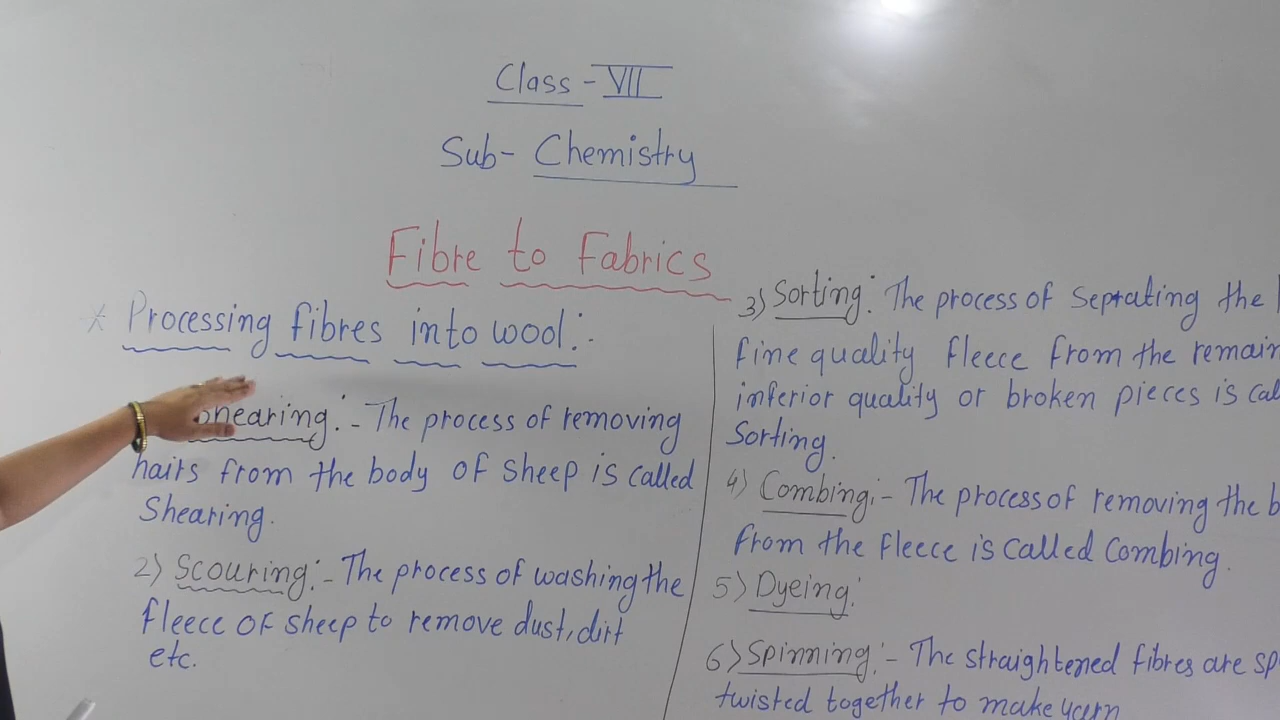 Class - VII
Sub- Chemistry
Fibre to Fabrics
* Processing fibres into wool:-
Shearing:- The process of removing
hairs from the body of sheep is called
Shearing.
2) Scouring:- The process of washing the
fleece of sheep to remove dust, dirt
etc.
3) Sorting: The process of Seprating the
fine quality fleece from the remain
inferior quality or broken pieces is cal
Sorting.
4) Combing:- The process of removing the b
from the fleece is called Combing.
5) Dyeing:
6) Spinning:- The straightened fibres are sp
twisted together to make yarn